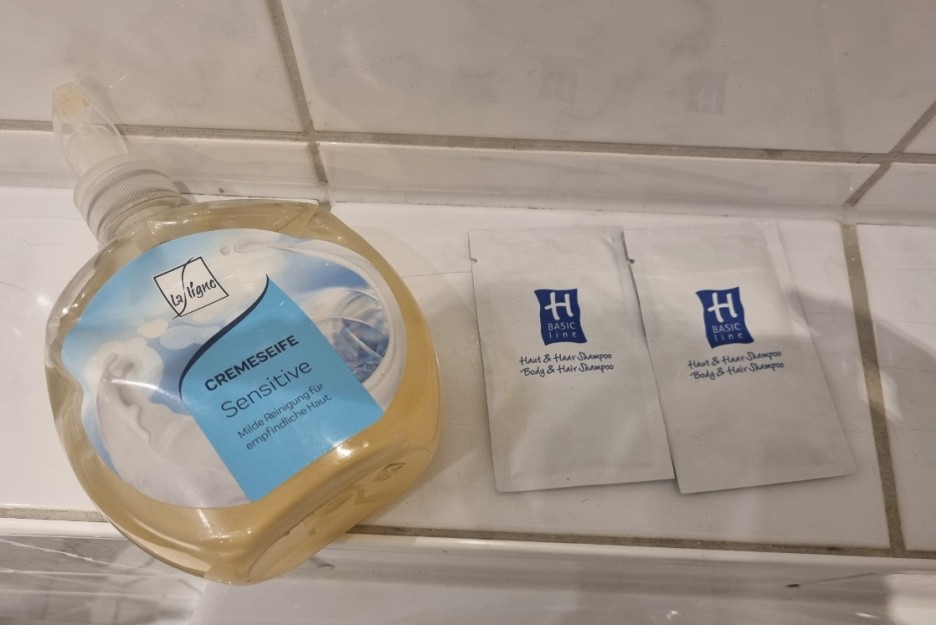 La ligne
CREMESEIFE
Sensitive
Milde Reinigung für
empfindliche Haut
H
BASIC
line
Haut & Haar Shampoo
Body & Hair Shampoo
H
BASIC
line
Haut & Haar Shampoo
Body & Hair Shampoo